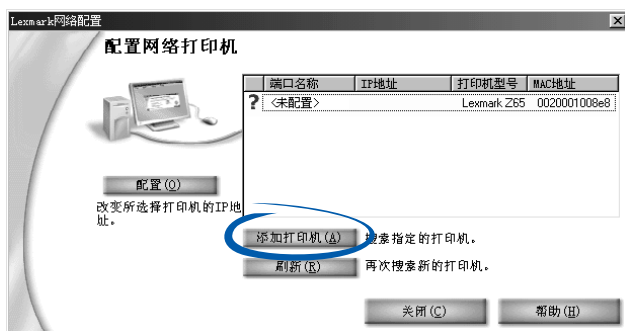 Lexmark网络配置
配置网络打印机
端口名称 IP地址 打印机型号 MAC地址
? <未配置> Lexmark Z65 0020001008e8
配置(O)
改变所选择打印机的IP地
址。
添加打印机(A) 搜索指定的打印机。
刷新(R) 再次搜索新的打印机。
关闭(C) 帮助(H)